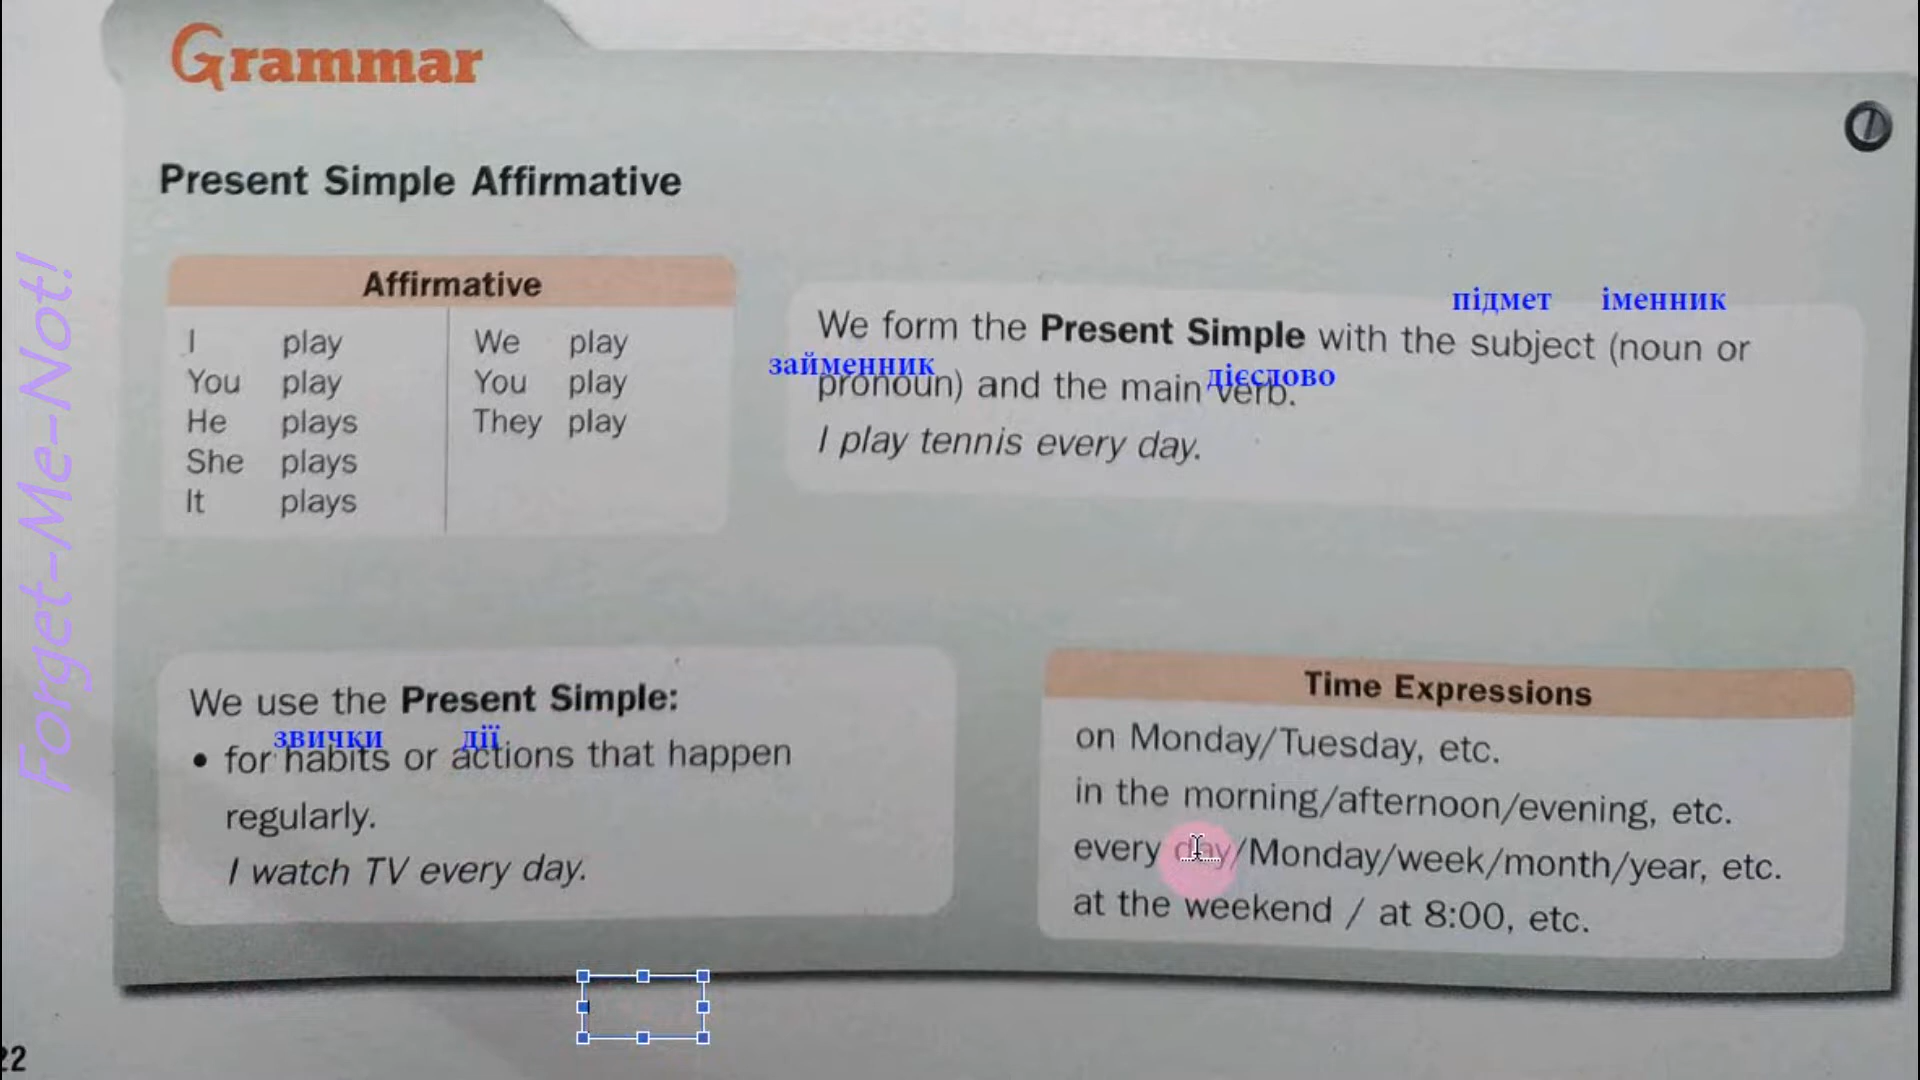 Grammar
Present Simple Affirmative
Affirmative
I play We play
You play You play
He plays They play
She plays
It plays
підмет іменник
We form the Present Simple with the subject (noun or
займенник дієслово
pronoun) and the main verb.
I play tennis every day.
We use the Present Simple:
звички дії
• for habits or actions that happen
regularly.
I watch TV every day.
Time Expressions
on Monday/Tuesday, etc.
in the morning/afternoon/evening, etc.
every day/Monday/week/month/year, etc.
at the weekend / at 8:00, etc.
Forget-Me-Not!
22